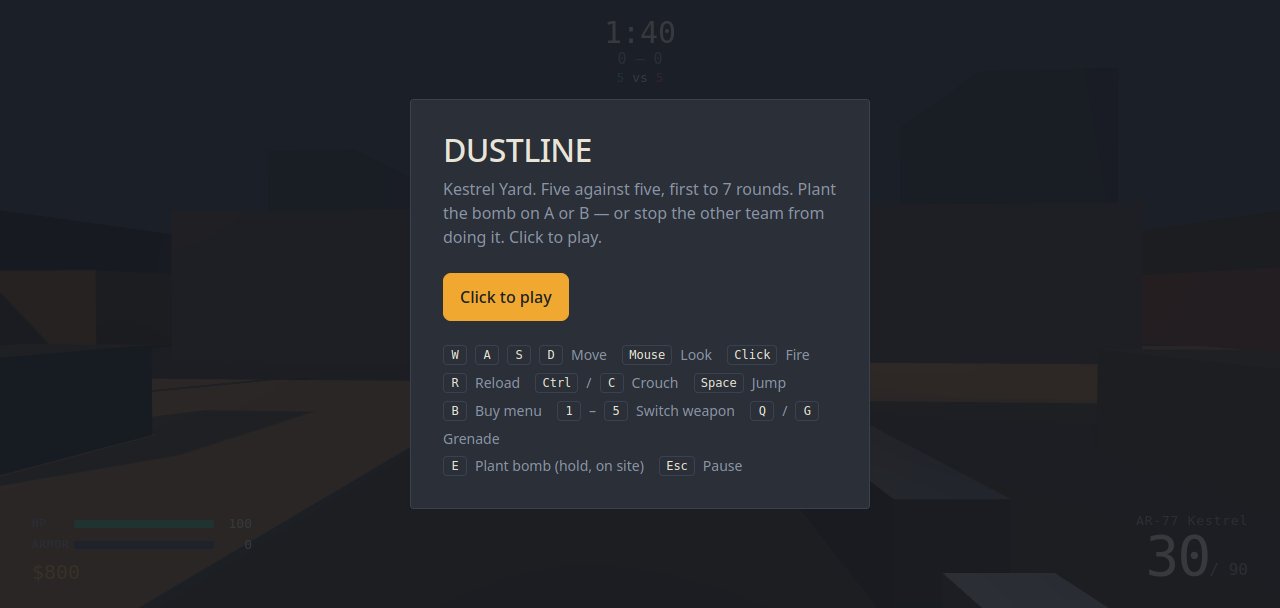 1:40
0 — 0
5 vs 5
DUSTLINE
Kestrel Yard. Five against five, first to 7 rounds. Plant
the bomb on A or B — or stop the other team from
doing it. Click to play.
Click to play
W A S D Move Mouse Look Click Fire
R Reload Ctrl / C Crouch Space Jump
B Buy menu 1 – 5 Switch weapon Q / G
Grenade
E Plant bomb (hold, on site) Esc Pause
HP 100
ARMOR 0
$800
AR-77 Kestrel
30 / 90